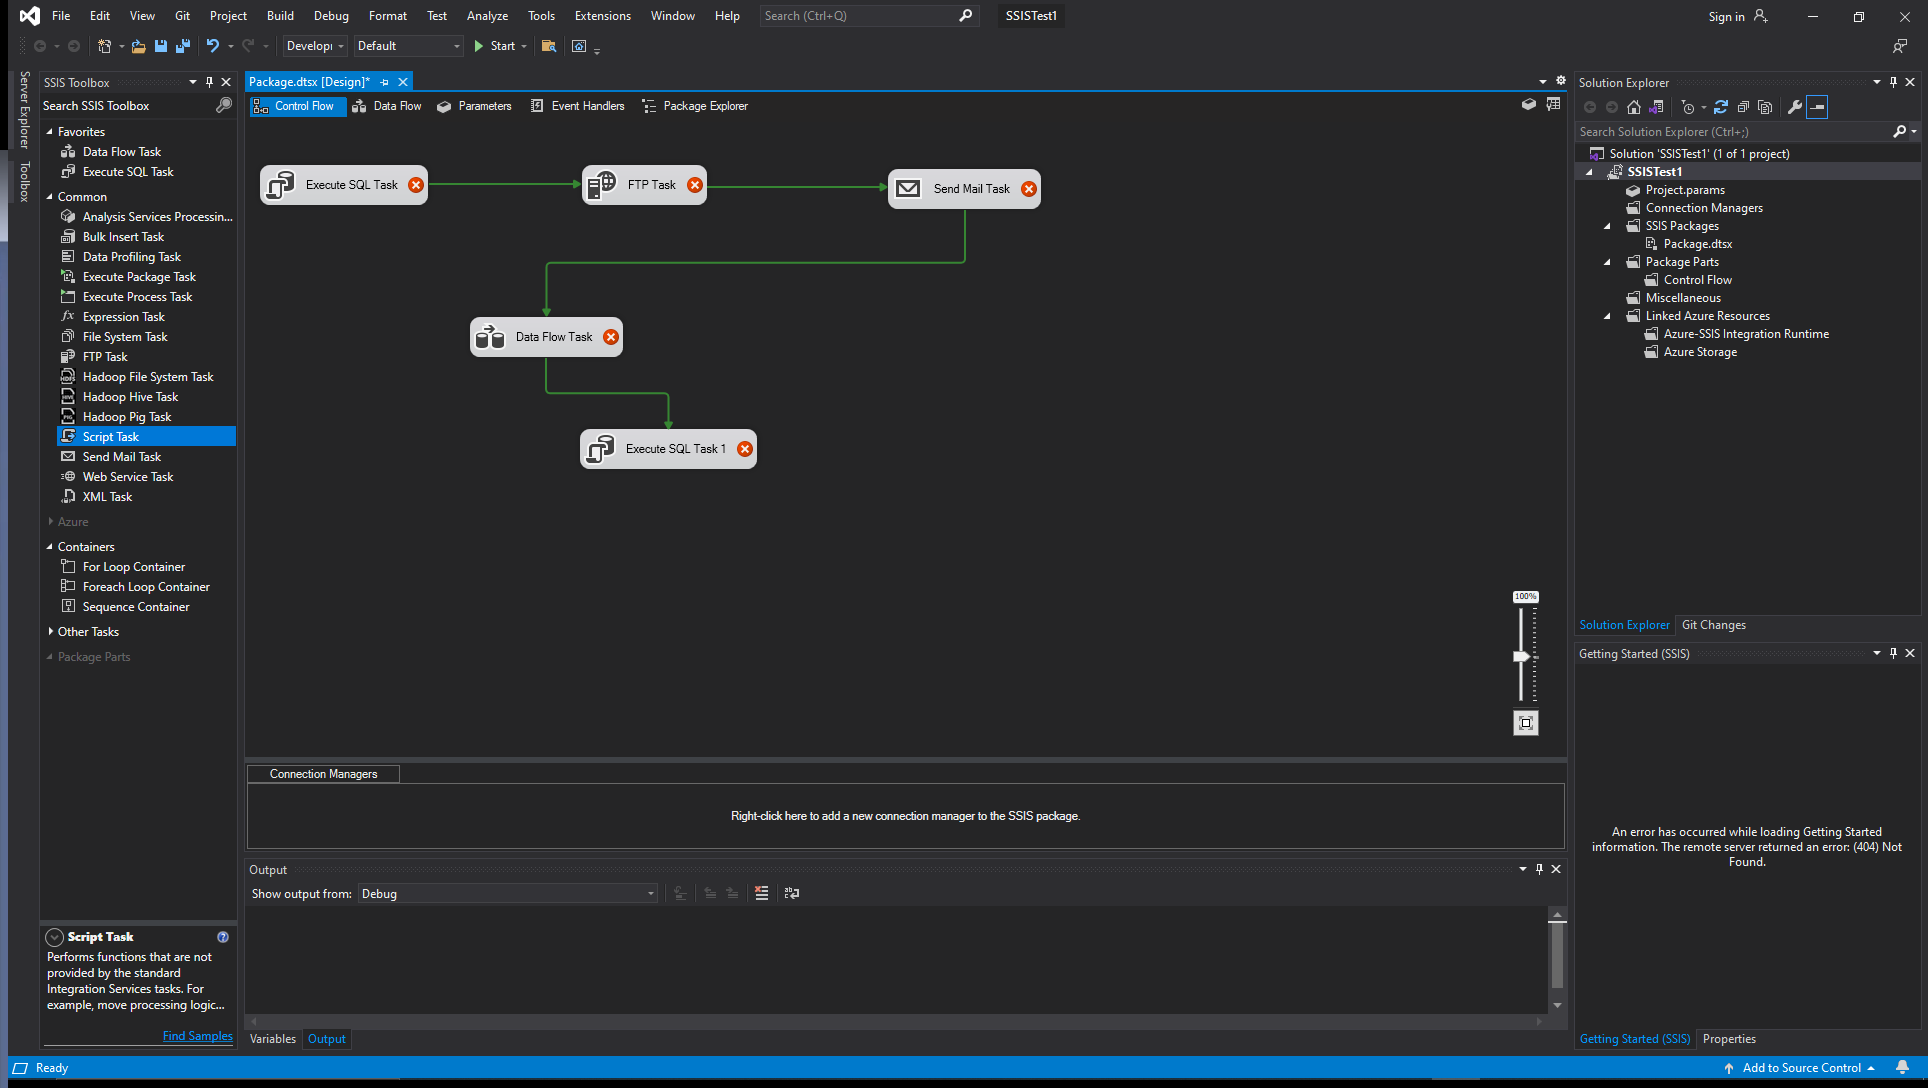 File Edit View Git Project Build Debug Format Test Analyze Tools Extensions Window Help Search (Ctrl+Q) SSISTest1 Sign in
Developi Default Start
Server Explorer
Toolbox
SSIS Toolbox
Search SSIS Toolbox
Favorites
Data Flow Task
Execute SQL Task
Common
Analysis Services Processin...
Bulk Insert Task
Data Profiling Task
Execute Package Task
Execute Process Task
Expression Task
File System Task
FTP Task
Hadoop File System Task
Hadoop Hive Task
Hadoop Pig Task
Script Task
Send Mail Task
Web Service Task
XML Task
Azure
Containers
For Loop Container
Foreach Loop Container
Sequence Container
Other Tasks
Package Parts
Script Task
Performs functions that are not
provided by the standard
Integration Services tasks. For
example, move processing logic...
Find Samples
Package.dtsx [Design]*
Control Flow Data Flow Parameters Event Handlers Package Explorer
Execute SQL Task FTP Task Send Mail Task
Data Flow Task
Execute SQL Task 1
100%
Connection Managers
Right-click here to add a new connection manager to the SSIS package.
Output
Show output from: Debug
Variables Output
Solution Explorer
Search Solution Explorer (Ctrl+;)
Solution 'SSISTest1' (1 of 1 project)
SSISTest1
Project.params
Connection Managers
SSIS Packages
Package.dtsx
Package Parts
Control Flow
Miscellaneous
Linked Azure Resources
Azure-SSIS Integration Runtime
Azure Storage
Solution Explorer Git Changes
Getting Started (SSIS)
An error has occurred while loading Getting Started
information. The remote server returned an error: (404) Not
Found.
Getting Started (SSIS) Properties
Ready Add to Source Control